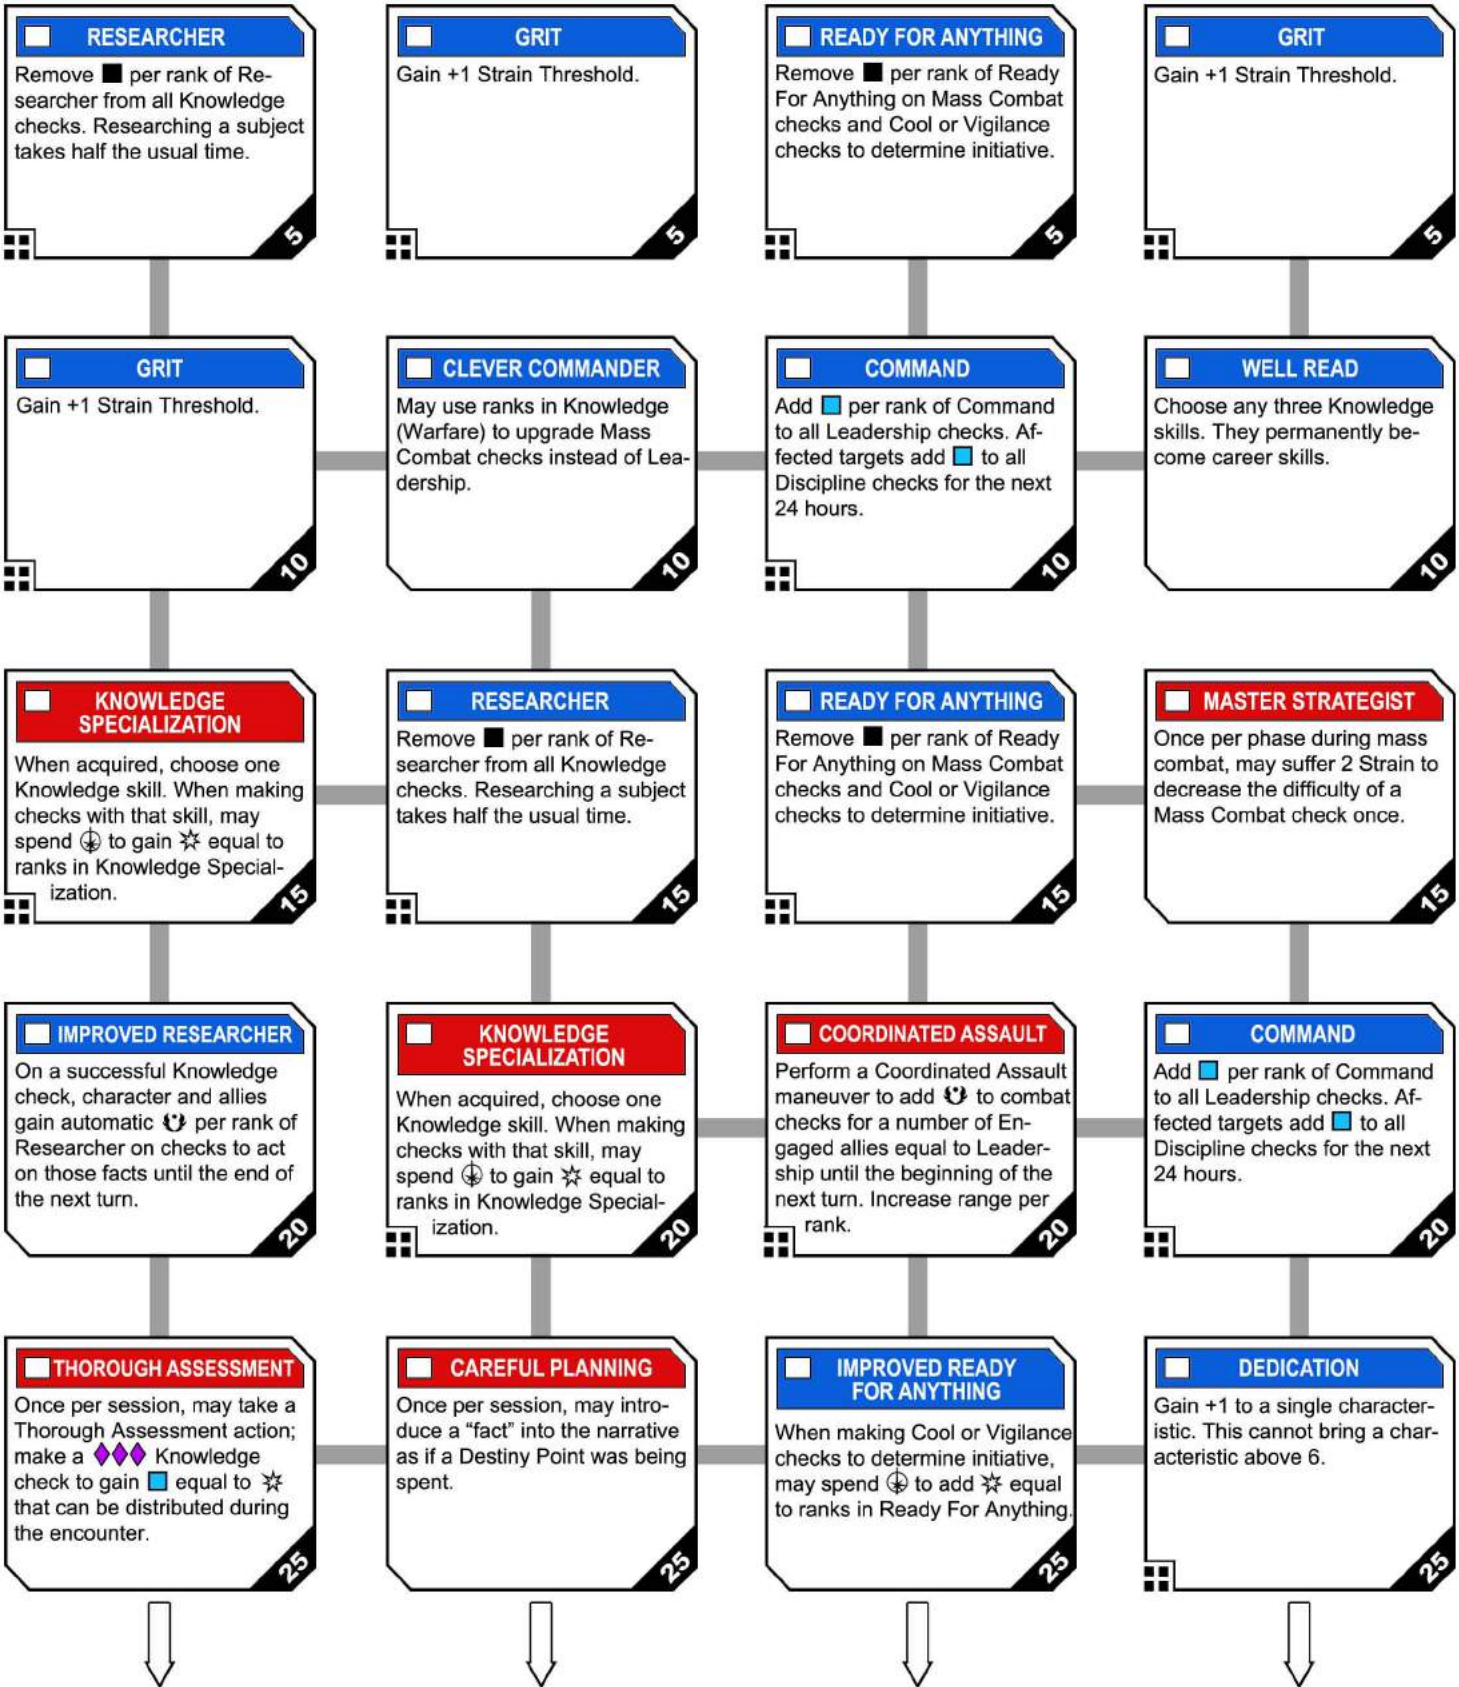 RESEARCHER
Remove per rank of Re-
searcher from all Knowledge
checks. Researching a subject
takes half the usual time.
5
GRIT
Gain +1 Strain Threshold.
5
READY FOR ANYTHING
Remove per rank of Ready
For Anything on Mass Combat
checks and Cool or Vigilance
checks to determine initiative.
5
GRIT
Gain +1 Strain Threshold.
5
GRIT
Gain +1 Strain Threshold.
10
CLEVER COMMANDER
May use ranks in Knowledge
(Warfare) to upgrade Mass
Combat checks instead of Lea-
dership.
10
COMMAND
Add per rank of Command
to all Leadership checks. Af-
fected targets add to all
Discipline checks for the next
24 hours.
10
WELL READ
Choose any three Knowledge
skills. They permanently be-
come career skills.
10
KNOWLEDGE
SPECIALIZATION
When acquired, choose one
Knowledge skill. When making
checks with that skill, may
spend to gain equal to
ranks in Knowledge Special-
ization.
15
RESEARCHER
Remove per rank of Re-
searcher from all Knowledge
checks. Researching a subject
takes half the usual time.
15
READY FOR ANYTHING
Remove per rank of Ready
For Anything on Mass Combat
checks and Cool or Vigilance
checks to determine initiative.
15
MASTER STRATEGIST
Once per phase during mass
combat, may suffer 2 Strain to
decrease the difficulty of a
Mass Combat check once.
15
IMPROVED RESEARCHER
On a successful Knowledge
check, character and allies
gain automatic per rank of
Researcher on checks to act
on those facts until the end of
the next turn.
20
KNOWLEDGE
SPECIALIZATION
When acquired, choose one
Knowledge skill. When making
checks with that skill, may
spend to gain equal to
ranks in Knowledge Special-
ization.
20
COORDINATED ASSAULT
Perform a Coordinated Assault
maneuver to add to combat
checks for a number of En-
gaged allies equal to Leader-
ship until the beginning of the
next turn. Increase range per
rank.
20
COMMAND
Add per rank of Command
to all Leadership checks. Af-
fected targets add to all
Discipline checks for the next
24 hours.
20
THOROUGH ASSESSMENT
Once per session, may take a
Thorough Assessment action;
make a Knowledge
check to gain equal to
that can be distributed during
the encounter.
25
CAREFUL PLANNING
Once per session, may intro-
duce a “fact” into the narrative
as if a Destiny Point was being
spent.
25
IMPROVED READY
FOR ANYTHING
When making Cool or Vigilance
checks to determine initiative,
may spend to add equal
to ranks in Ready For Anything.
25
DEDICATION
Gain +1 to a single character-
istic. This cannot bring a char-
acteristic above 6.
25